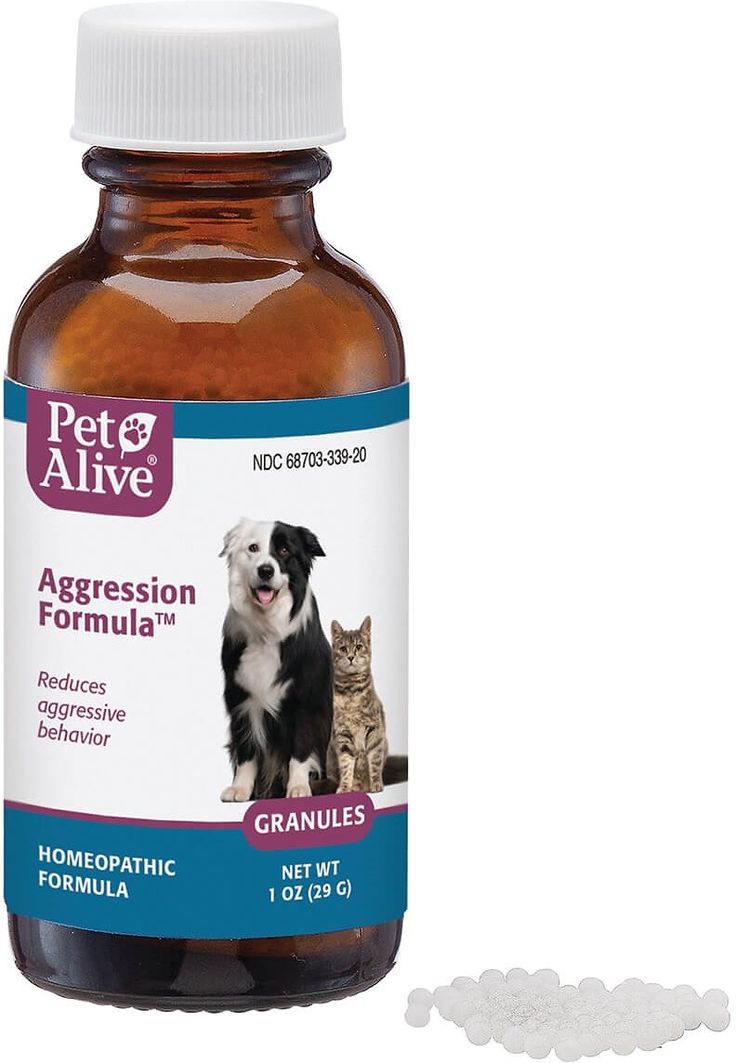 Pet
Alive®
NDC 68703-339-20
Aggression
Formula™
Reduces
aggressive
behavior
GRANULES
HOMEOPATHIC
FORMULA
NET WT
1 OZ (29 G)